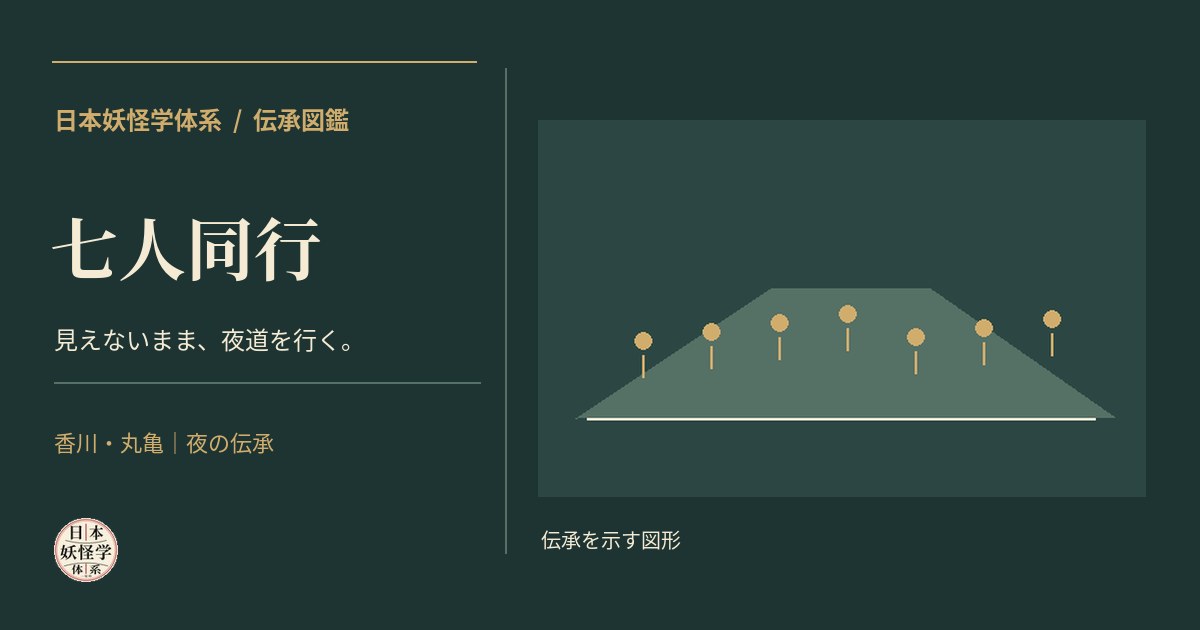 日本妖怪学体系 / 伝承図鑑
七人同行
見えないまま、夜道を行く。
香川・丸亀｜夜の伝承
日本
妖怪学
体系
伝承を示す図形